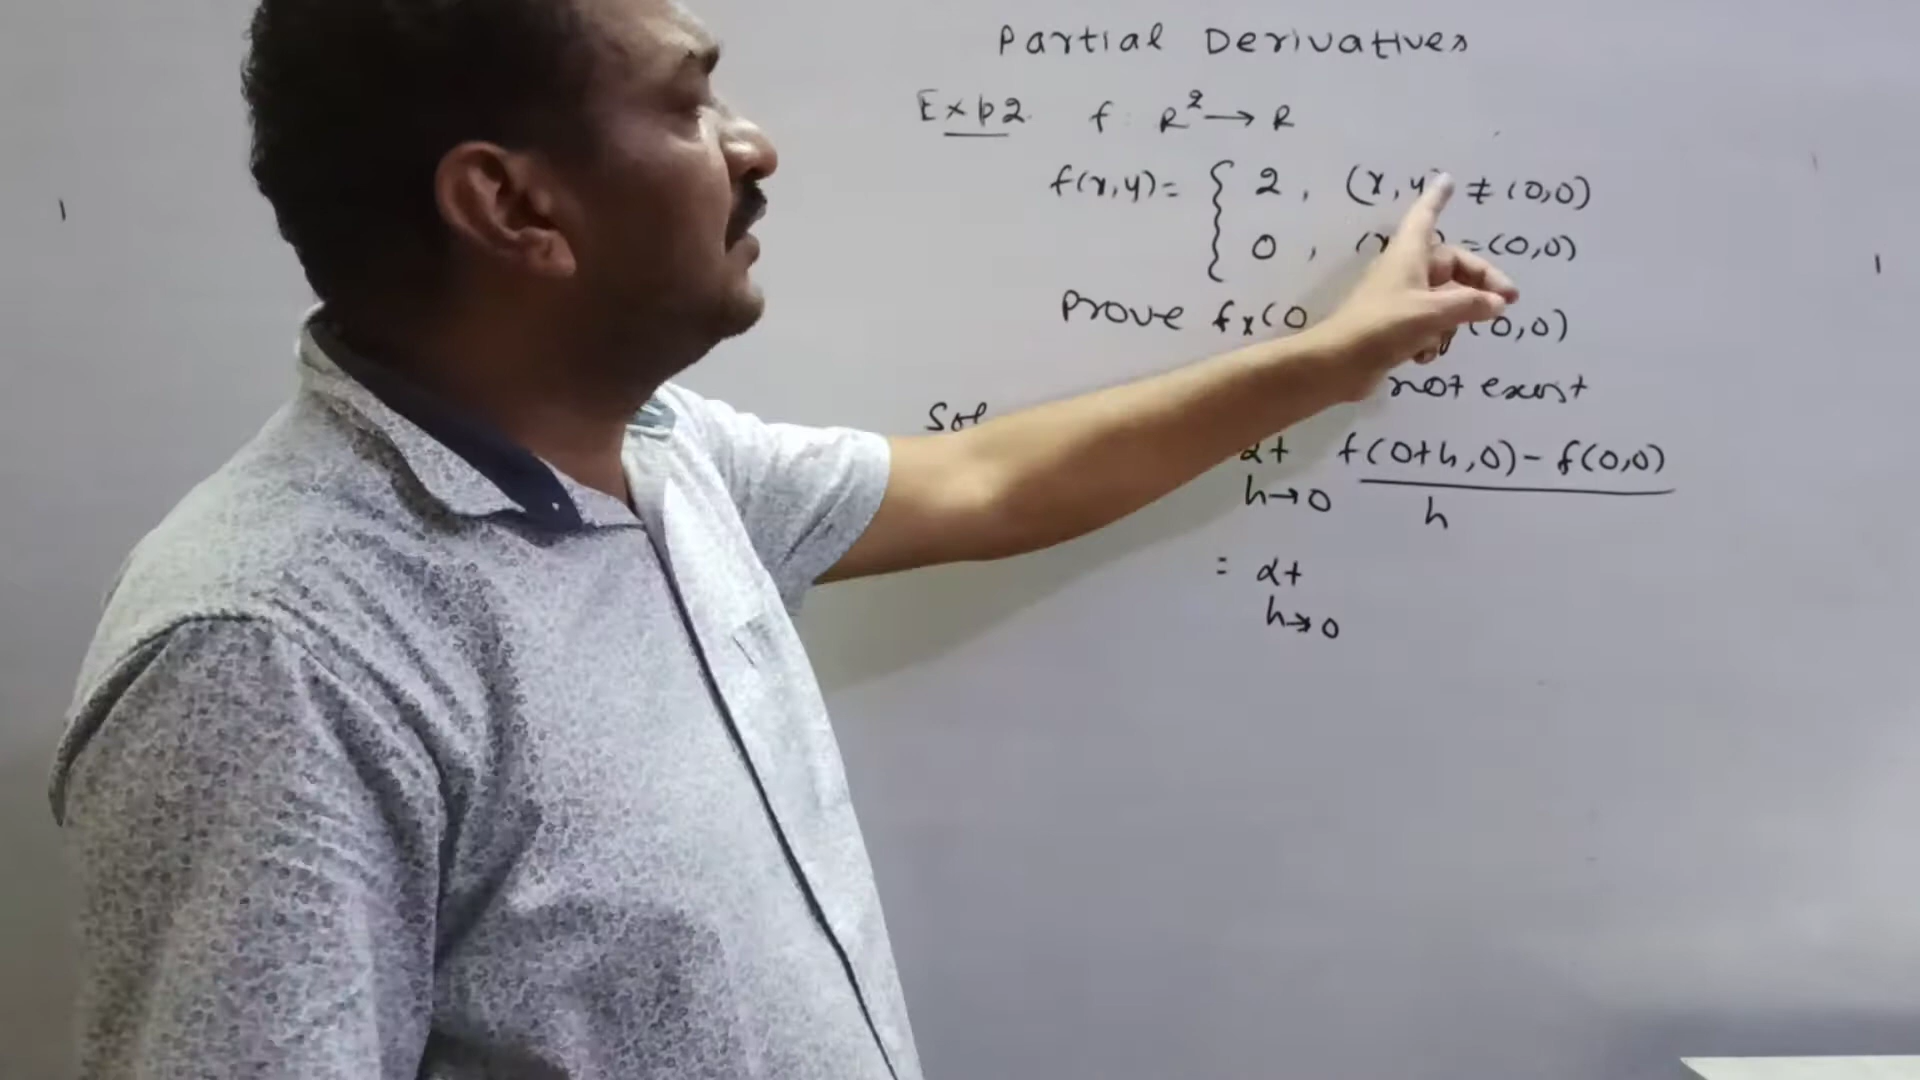 Partial Derivatives
Exp2. f: R² → R
f(x,y) = { 2 , (x,y) ≠ (0,0)
0 , (x ) = (0,0)
Prove fx(0 (0,0)
not exist
Sol
Lt f(0+h,0) - f(0,0)
h→0 h
= Lt
h→0